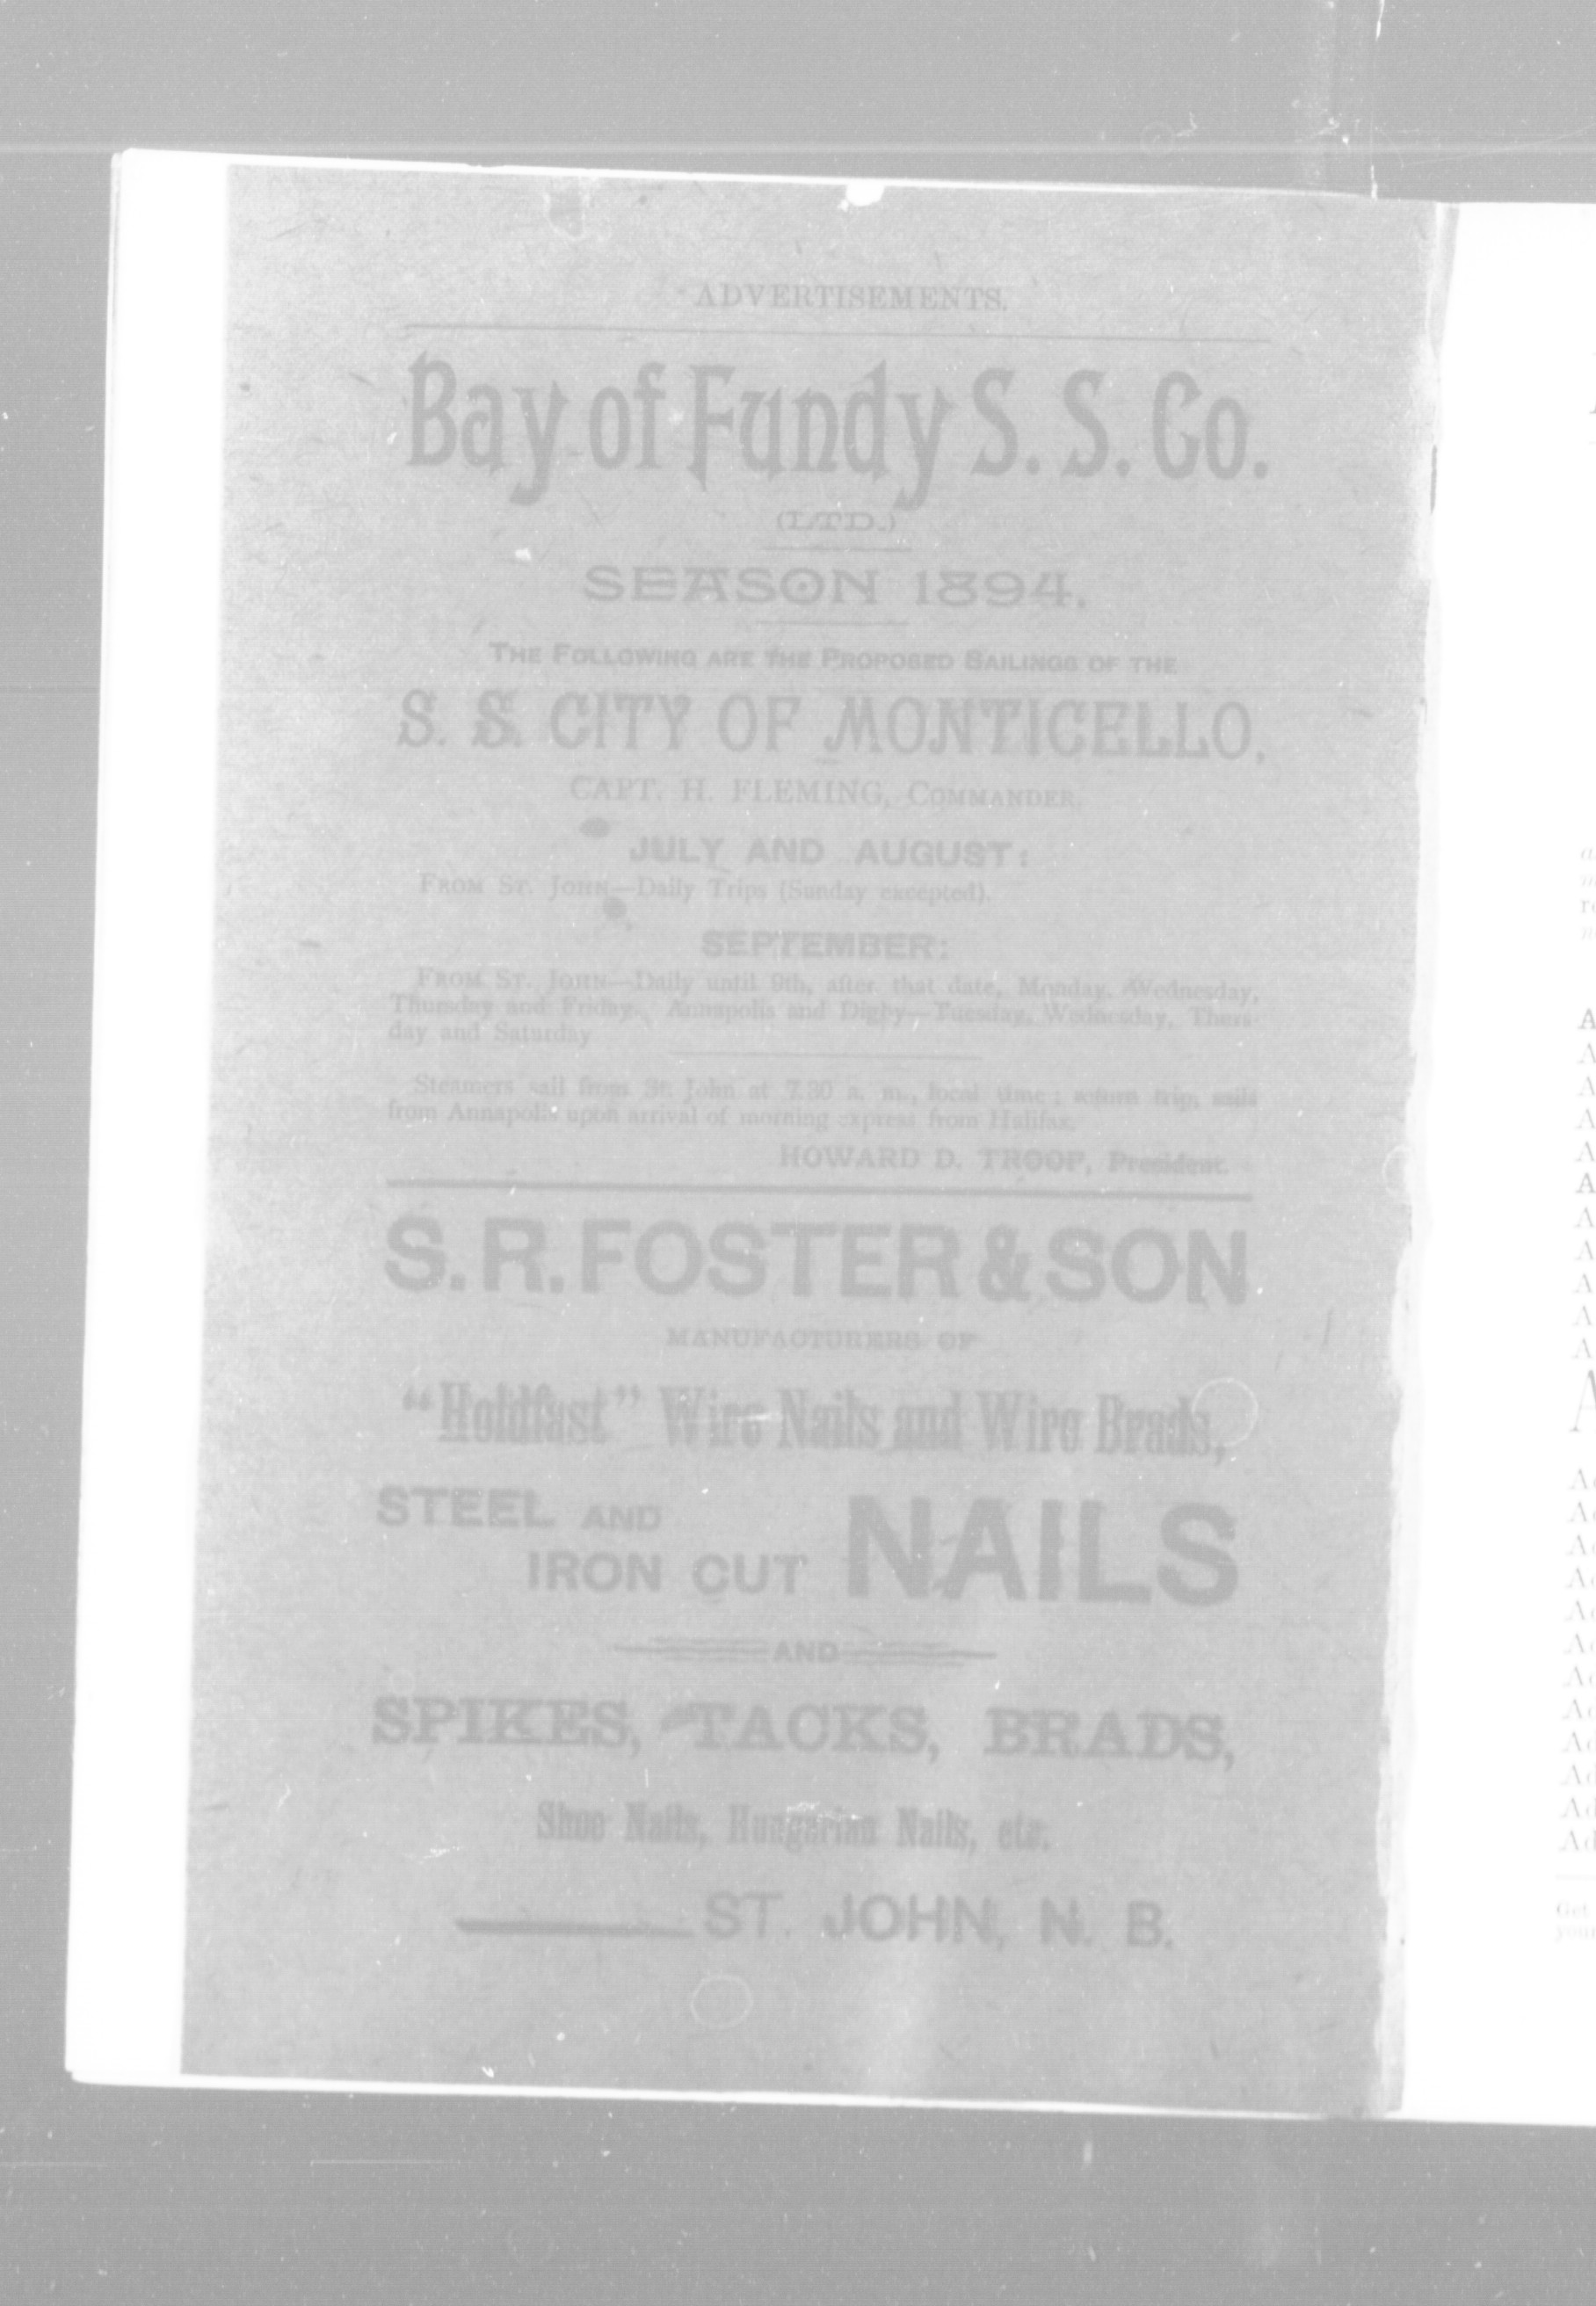 ADVERTISEMENTS.
Bay of Fundy S. S. Co.
(LTD.)
SEASON 1894.
THE FOLLOWING ARE THE PROPOSED SAILINGS OF THE
S. S. CITY OF MONTICELLO,
CAPT. H. FLEMING, COMMANDER.
JULY AND AUGUST:
FROM ST. JOHN—Daily Trips (Sunday excepted).
SEPTEMBER:
FROM ST. JOHN—Daily until 9th, after that date, Monday, Wednesday,
Thursday and Friday. Annapolis and Digby—Tuesday, Wednesday, Thurs-
day and Saturday
Steamers sail from St. John at 7.30 a. m., local time; return trip, sails
from Annapolis upon arrival of morning express from Halifax.
HOWARD D. TROOP, President.
S. R. FOSTER & SON
MANUFACTURERS OF
"Holdfast" Wire Nails and Wire Brads,
STEEL AND
IRON CUT NAILS
AND
SPIKES, TACKS, BRADS,
Shoe Nails, Hungarian Nails, etc.
ST. JOHN, N. B.